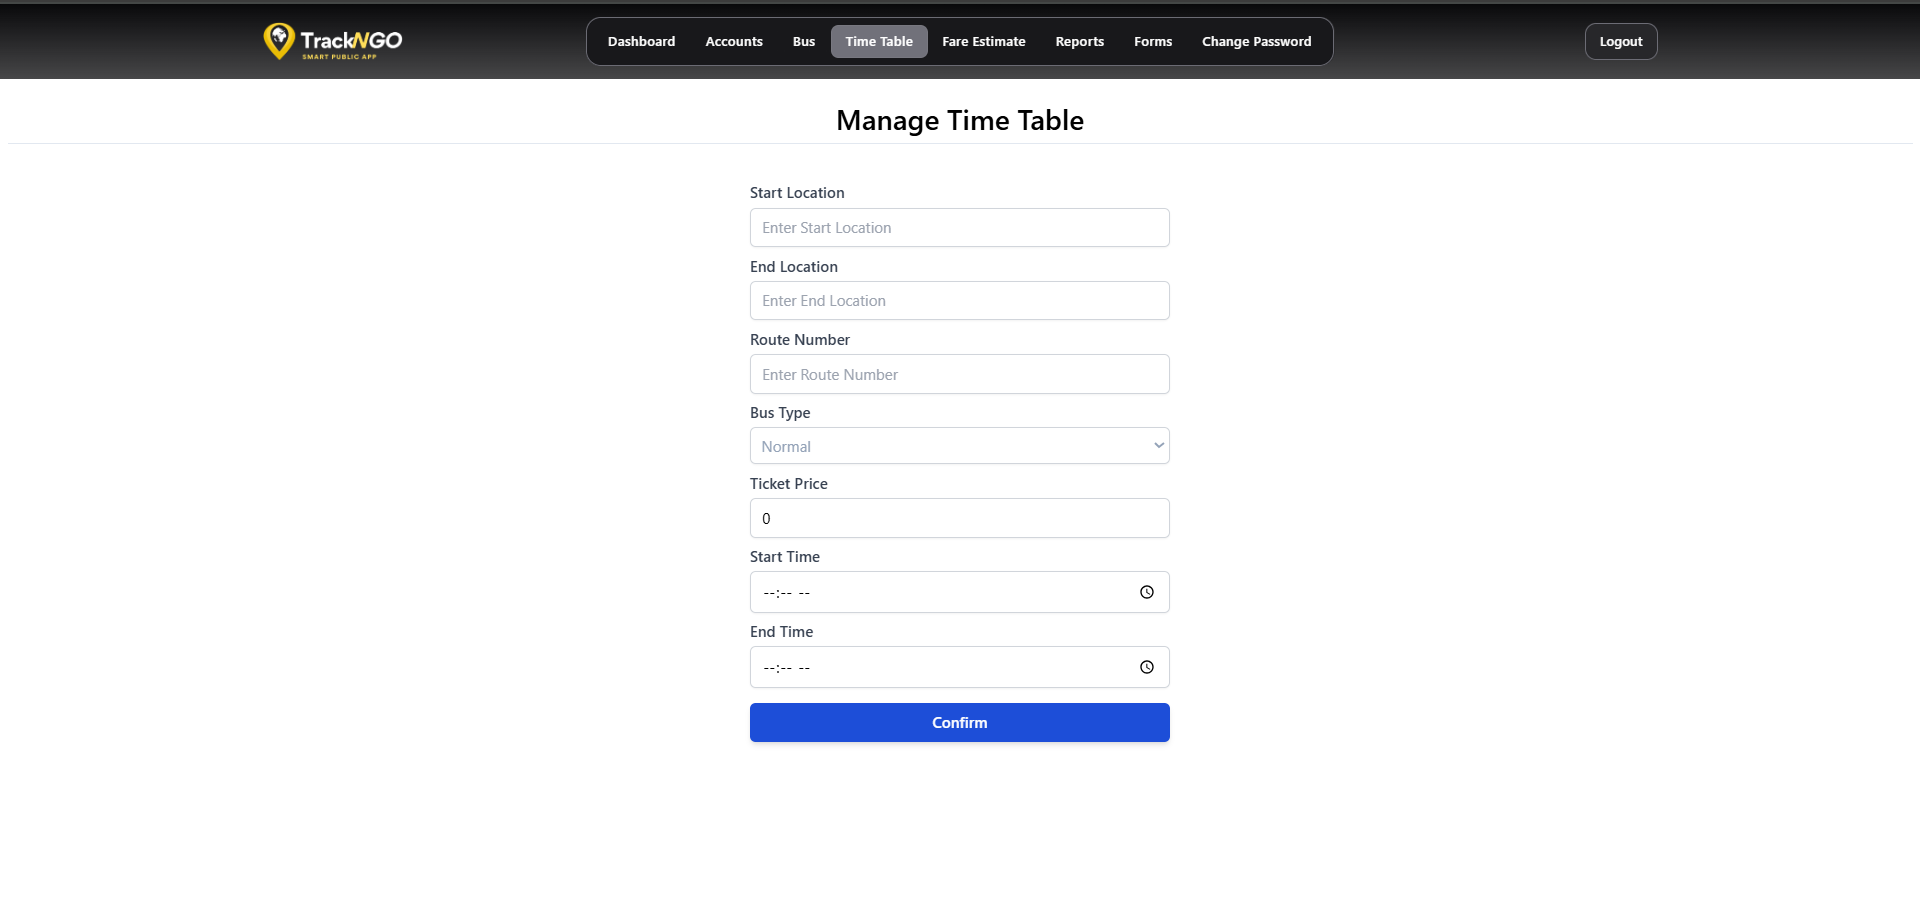 TrackNGO
SMART PUBLIC APP
Dashboard Accounts Bus Time Table Fare Estimate Reports Forms Change Password
Logout
Manage Time Table
Start Location
Enter Start Location
End Location
Enter End Location
Route Number
Enter Route Number
Bus Type
Normal
Ticket Price
0
Start Time
--:-- --
End Time
--:-- --
Confirm